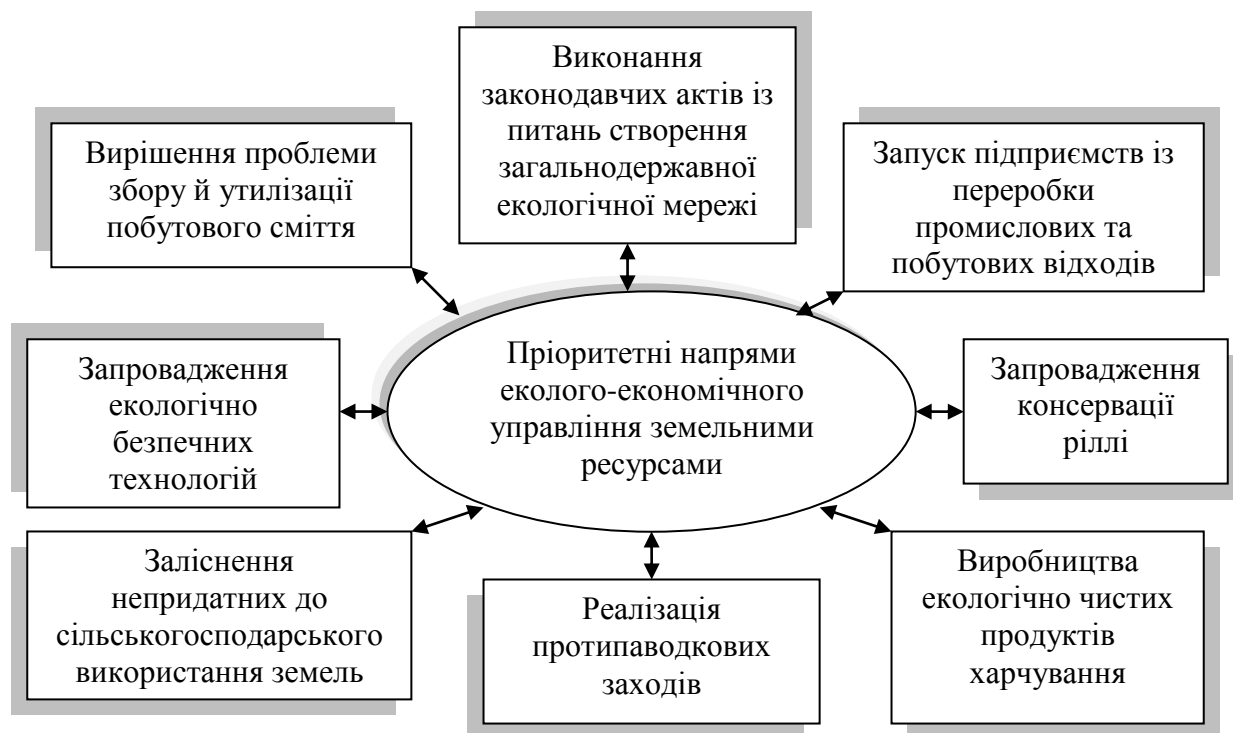 Виконання
законодавчих актів із
питань створення
загальнодержавної
екологічної мережі
Вирішення проблеми
збору й утилізації
побутового сміття
Запуск підприємств із
переробки
промислових та
побутових відходів
Пріоритетні напрями
еколого-економічного
управління земельними
ресурсами
Запровадження
екологічно
безпечних
технологій
Запровадження
консервації
ріллі
Заліснення
непридатних до
сільськогосподарського
використання земель
Реалізація
протипаводкових
заходів
Виробництва
екологічно чистих
продуктів
харчування